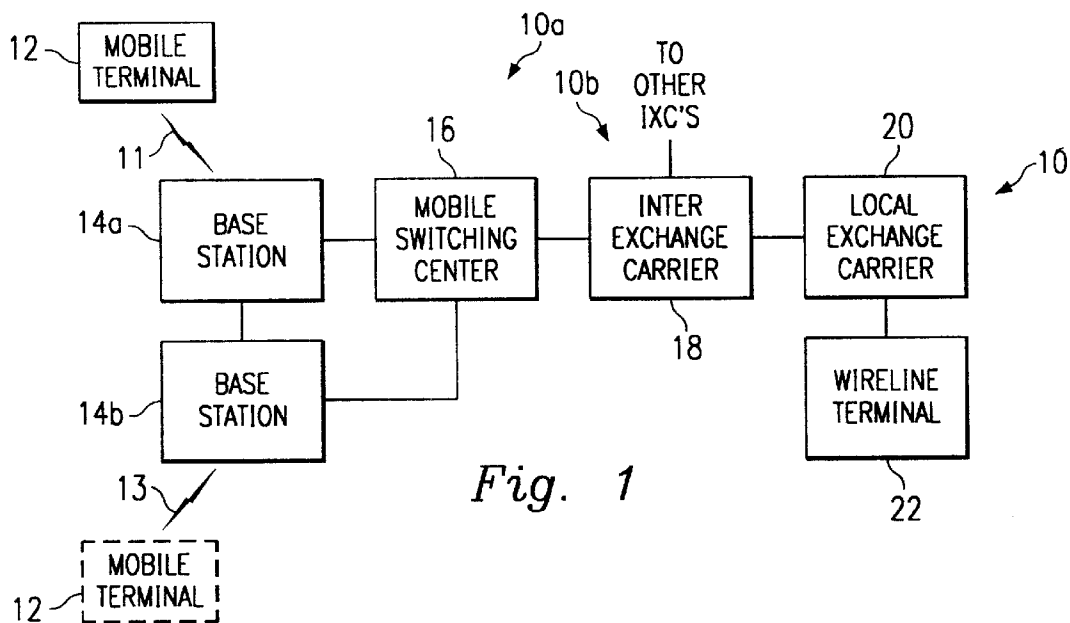 12
MOBILE
TERMINAL
11
10a
10b
TO
OTHER
IXC'S
10
14a
BASE
STATION
16
MOBILE
SWITCHING
CENTER
INTER
EXCHANGE
CARRIER
18
20
LOCAL
EXCHANGE
CARRIER
14b
BASE
STATION
WIRELINE
TERMINAL
22
13
12
MOBILE
TERMINAL
Fig. 1